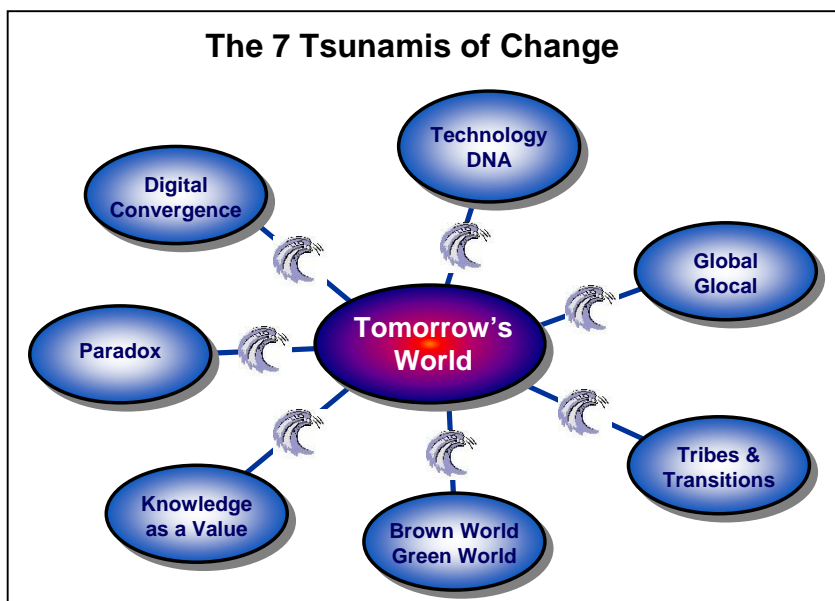 The 7 Tsunamis of Change
Technology
DNA
Digital
Convergence
Global
Glocal
Tomorrow's
World
Paradox
Tribes &
Transitions
Knowledge
as a Value
Brown World
Green World